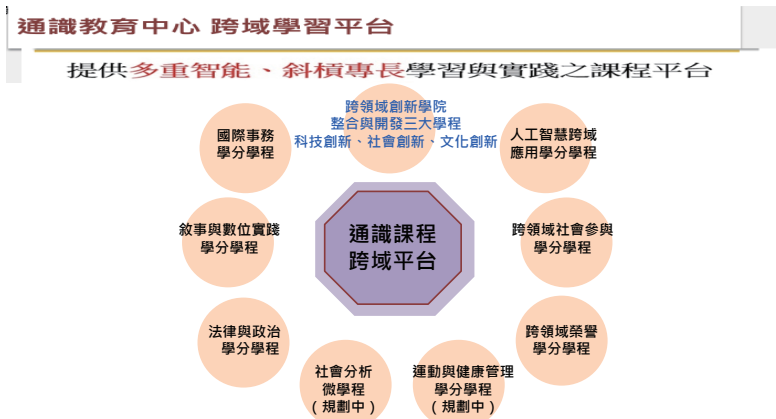 通識教育中心 跨域學習平台
提供多重智能、斜槓專長學習與實踐之課程平台
跨領域創新學院
整合與開發三大學程
科技創新、社會創新、文化創新
國際事務
學分學程
人工智慧跨域
應用學分學程
敘事與數位實踐
學分學程
通識課程
跨域平台
跨領域社會參與
學分學程
法律與政治
學分學程
跨領域榮譽
學分學程
社會分析
微學程
（規劃中）
運動與健康管理
學分學程
（規劃中）